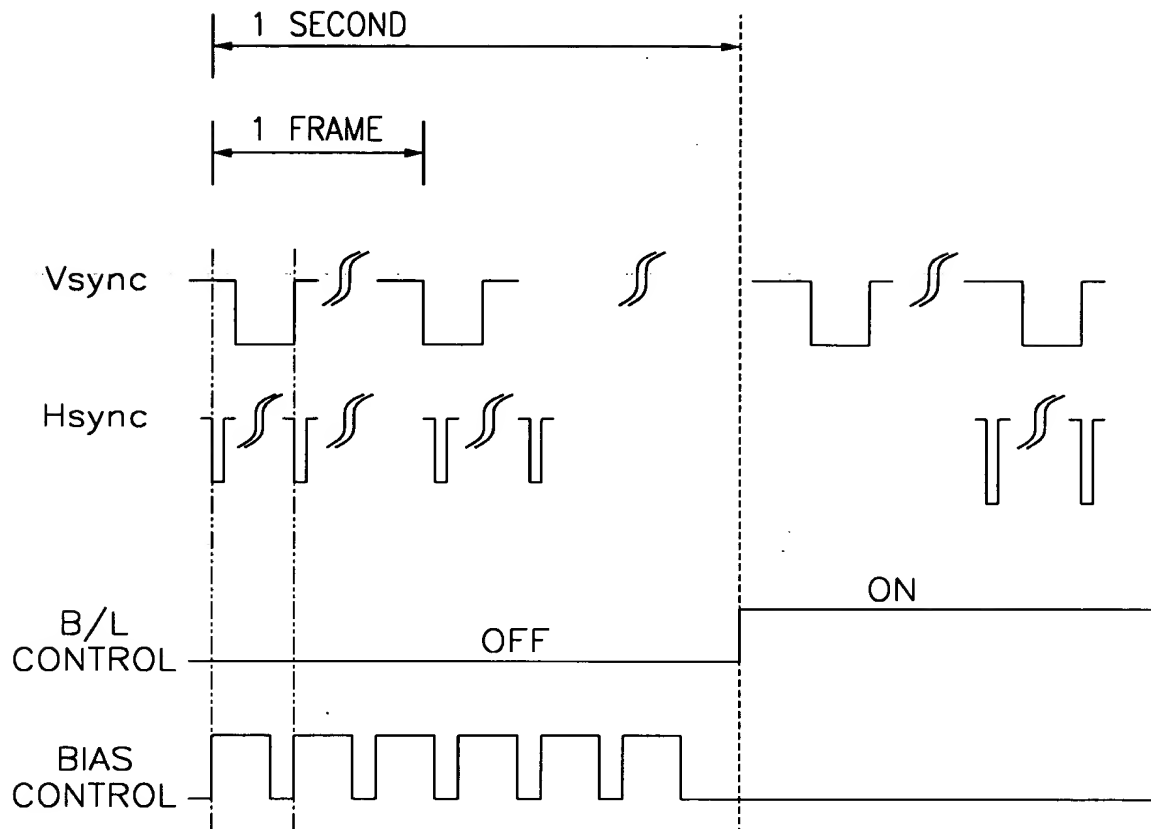 1 SECOND
1 FRAME
Vsync
Hsync
ON
B/L
CONTROL
OFF
BIAS
CONTROL